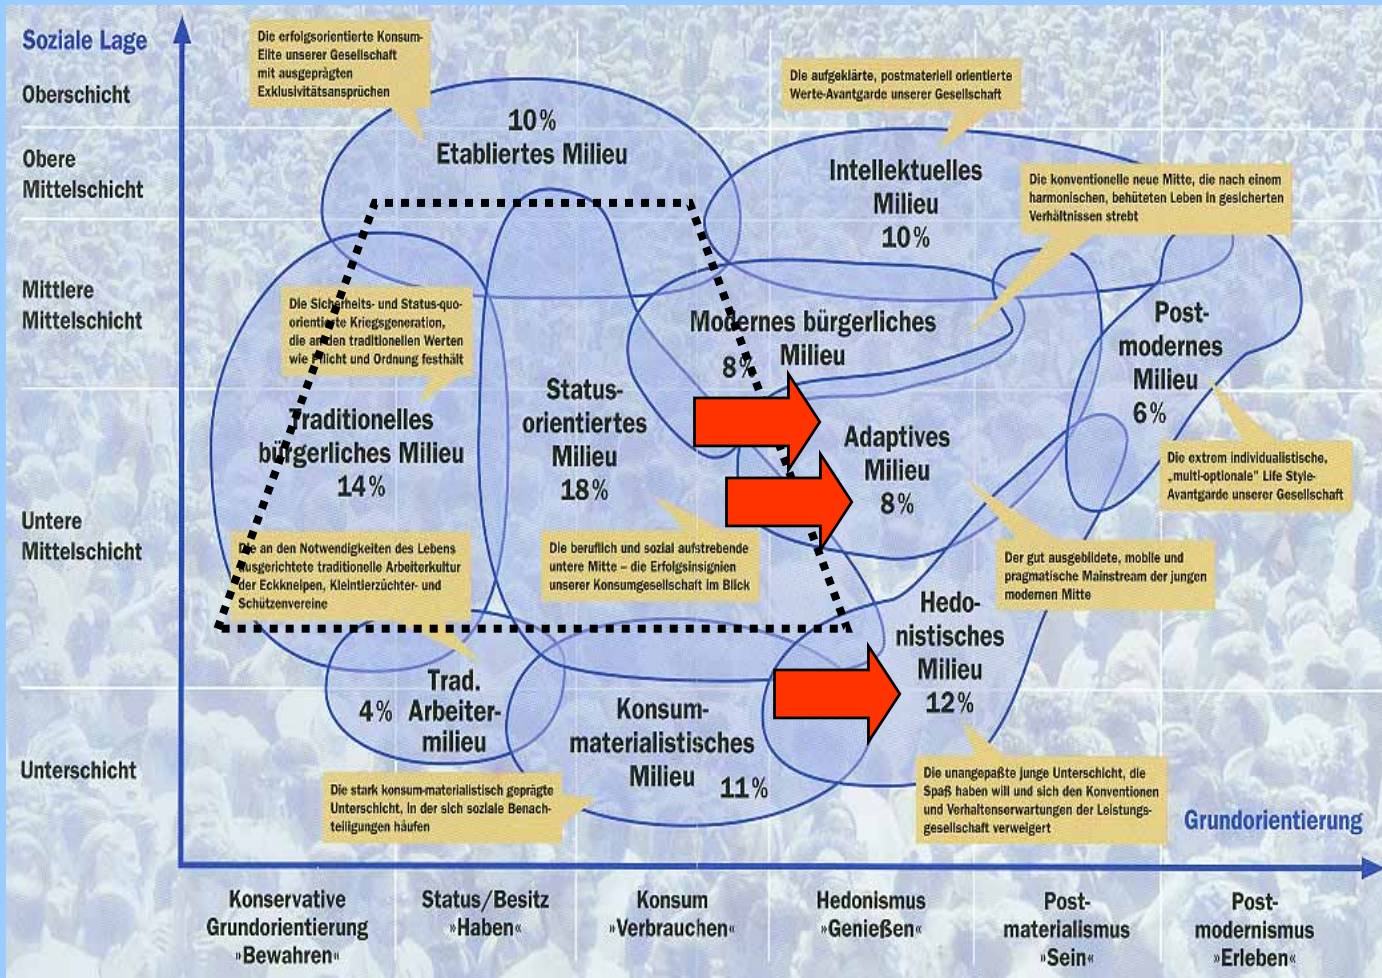 Soziale Lage
Oberschicht
Obere
Mittelschicht
Mittlere
Mittelschicht
Untere
Mittelschicht
Unterschicht
Die erfolgsorientierte Konsum-
Elite unserer Gesellschaft
mit ausgeprägten
Exklusivitätsansprüchen
10%
Etabliertes Milieu
Die aufgeklärte, postmateriell orientierte
Werte-Avantgarde unserer Gesellschaft
Intellektuelles
Milieu
10%
Die konventionelle neue Mitte, die nach einem
harmonischen, behüteten Leben in gesicherten
Verhältnissen strebt
Die Sicherheits- und Status-quo-
orientierte Kriegsgeneration,
die an den traditionellen Werten
wie Pflicht und Ordnung festhält
Traditionelles
bürgerliches Milieu
14%
Modernes bürgerliches
Milieu
8%
Post-
modernes
Milieu
6%
Status-
orientiertes
Milieu
18%
Adaptives
Milieu
8%
Die extrem individualistische,
„multi-optionale" Life Style-
Avantgarde unserer Gesellschaft
Die an den Notwendigkeiten des Lebens
ausgerichtete traditionelle Arbeiterkultur
der Eckkneipen, Kleintierzüchter- und
Schützenvereine
Die beruflich und sozial aufstrebende
untere Mitte – die Erfolgsinsignien
unserer Konsumgesellschaft im Blick
Der gut ausgebildete, mobile und
pragmatische Mainstream der jungen
modernen Mitte
Hedo-
nistisches
Milieu
12%
Trad.
4% Arbeiter-
milieu
Konsum-
materialistisches
Milieu 11%
Die stark konsum-materialistisch geprägte
Unterschicht, in der sich soziale Benach-
teiligungen häufen
Die unangepaßte junge Unterschicht, die
Spaß haben will und sich den Konventionen
und Verhaltenserwartungen der Leistungs-
gesellschaft verweigert
Grundorientierung
Konservative
Grundorientierung
»Bewahren«
Status/Besitz
»Haben«
Konsum
»Verbrauchen«
Hedonismus
»Genießen«
Post-
materialismus
»Sein«
Post-
modernismus
»Erleben«